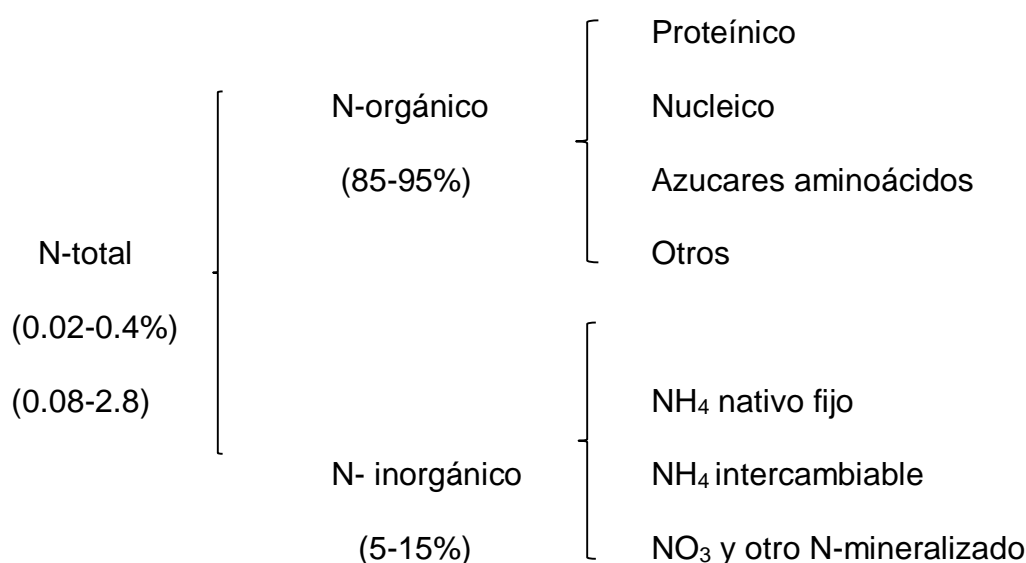 Proteínico
N-orgánico Nucleico
(85-95%) Azucares aminoácidos
N-total Otros
(0.02-0.4%)
(0.08-2.8) NH₄ nativo fijo
N- inorgánico NH₄ intercambiable
(5-15%) NO₃ y otro N-mineralizado